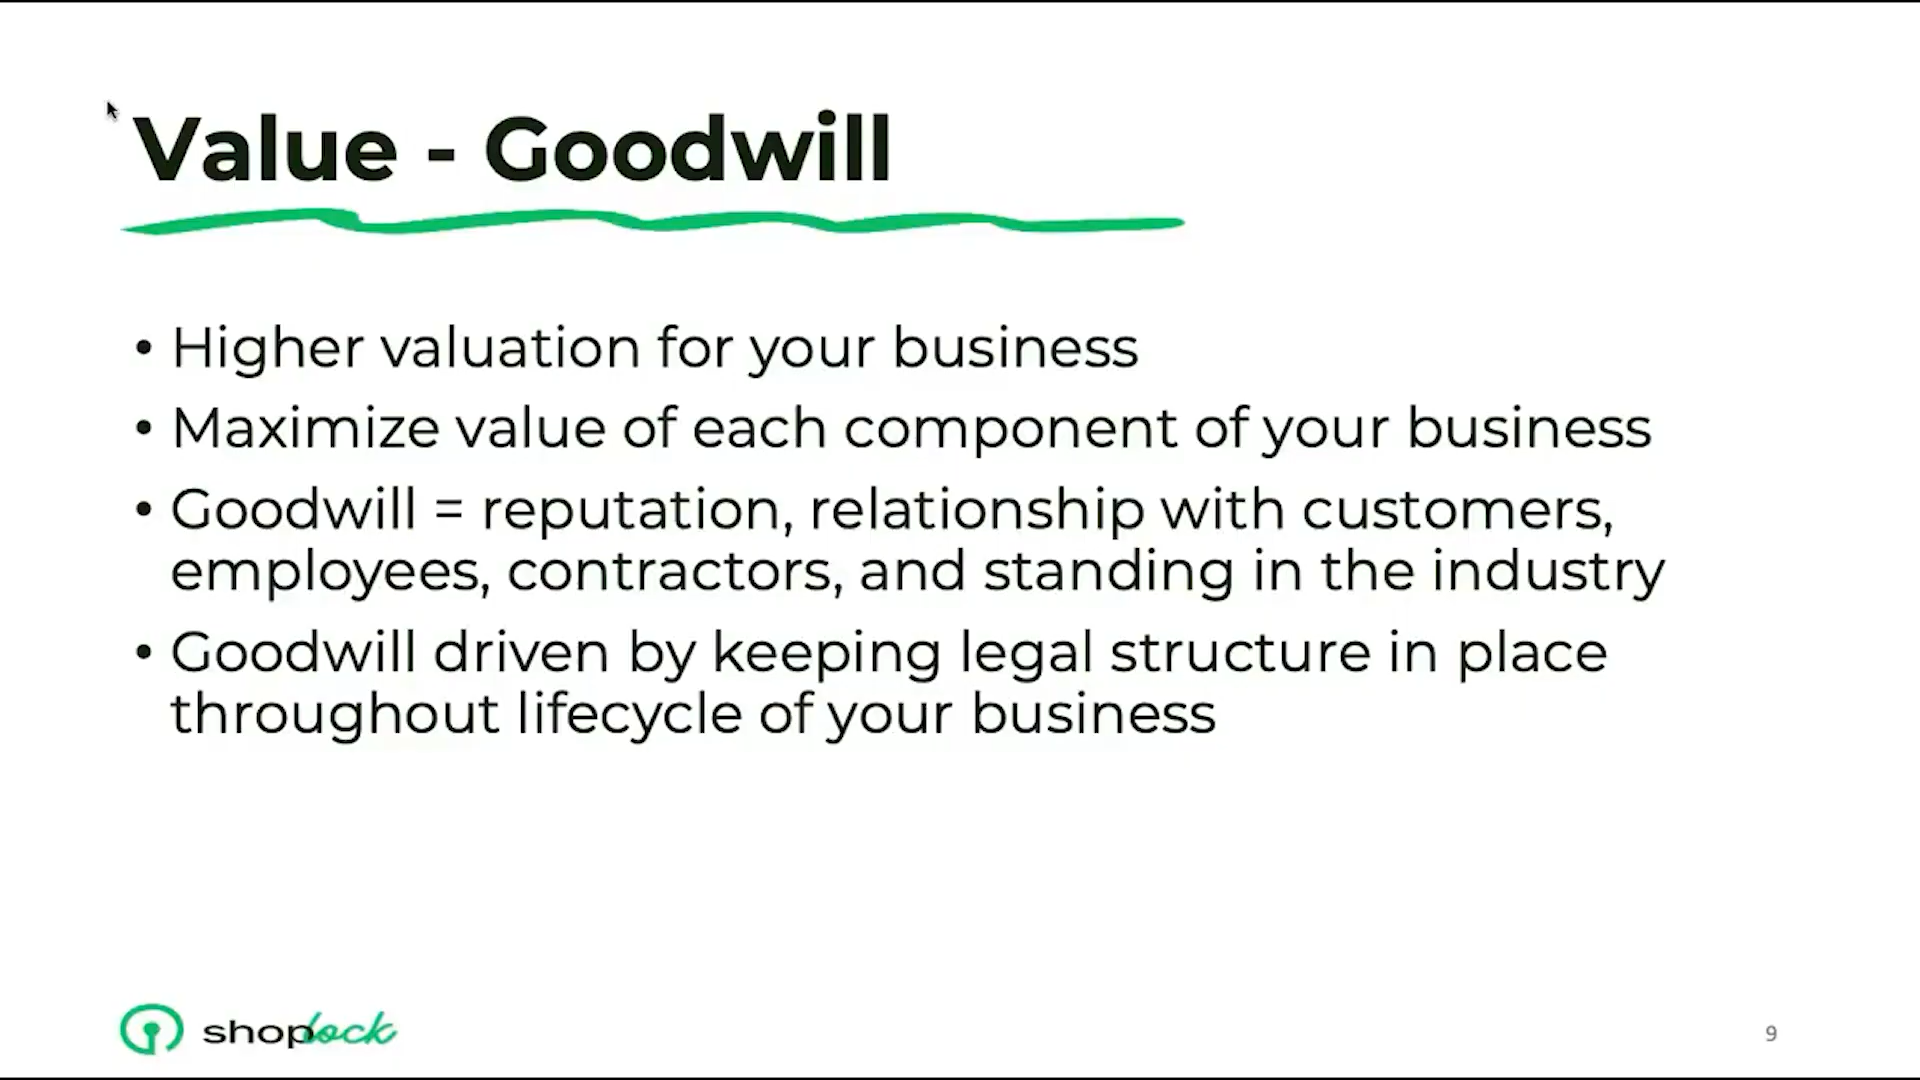 Value - Goodwill
• Higher valuation for your business
• Maximize value of each component of your business
• Goodwill = reputation, relationship with customers,
employees, contractors, and standing in the industry
• Goodwill driven by keeping legal structure in place
throughout lifecycle of your business
shoplock
9